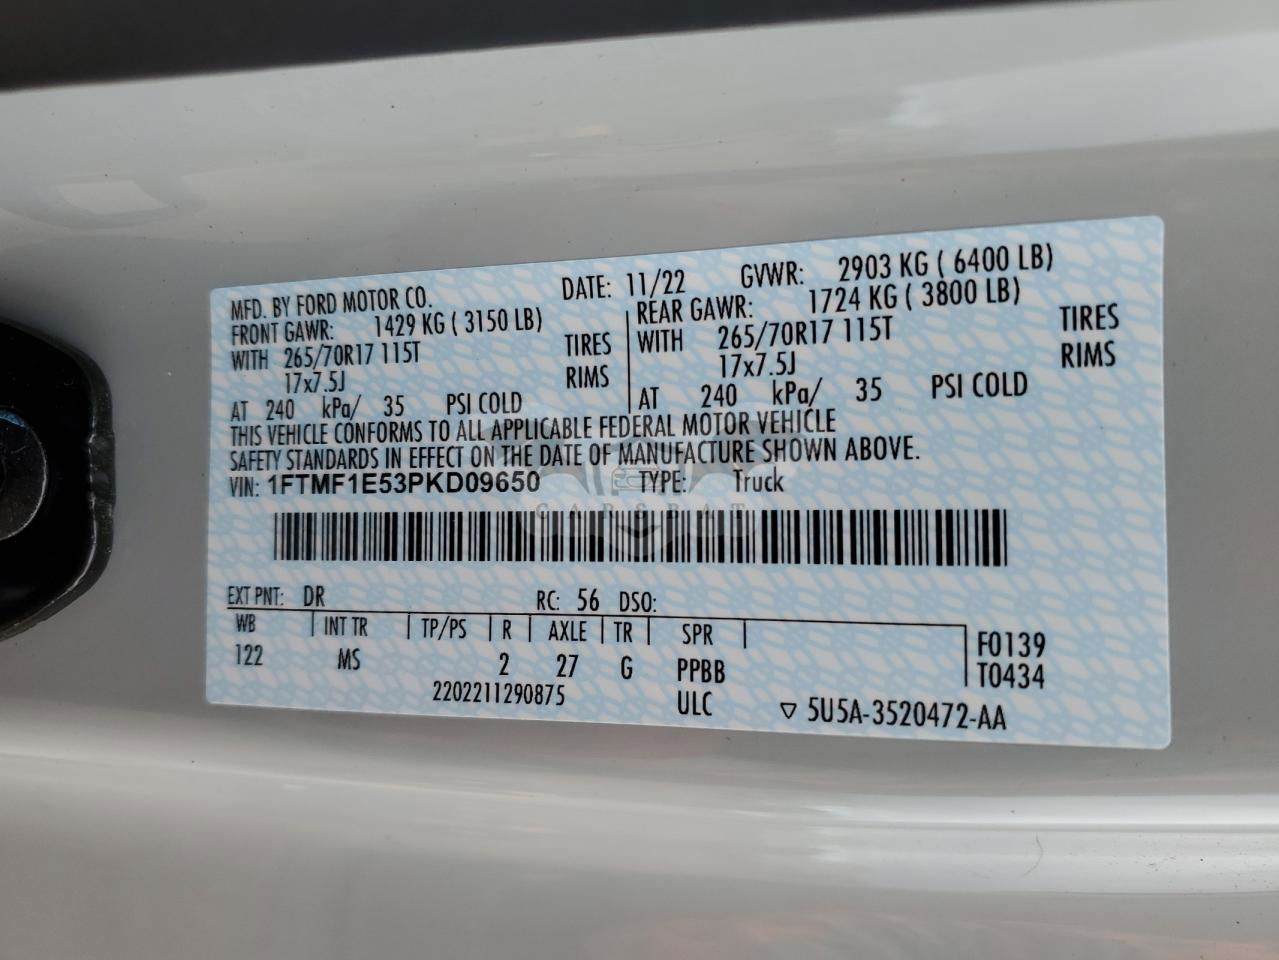 MFD. BY FORD MOTOR CO. DATE: 11/22 GVWR: 2903 KG ( 6400 LB)
FRONT GAWR: 1429 KG ( 3150 LB) REAR GAWR: 1724 KG ( 3800 LB)
WITH 265/70R17 115T TIRES WITH 265/70R17 115T TIRES
17x7.5J RIMS 17x7.5J RIMS
AT 240 kPa/ 35 PSI COLD AT 240 kPa/ 35 PSI COLD
THIS VEHICLE CONFORMS TO ALL APPLICABLE FEDERAL MOTOR VEHICLE
SAFETY STANDARDS IN EFFECT ON THE DATE OF MANUFACTURE SHOWN ABOVE.
VIN: 1FTMF1E53PKD09650 TYPE: Truck
CARSBAT
EXT PNT: DR RC: 56 DSO:
WB INT TR TP/PS R AXLE TR SPR F0139
122 MS 2 27 G PPBB T0434
2202211290875 ULC ▽ 5U5A-3520472-AA